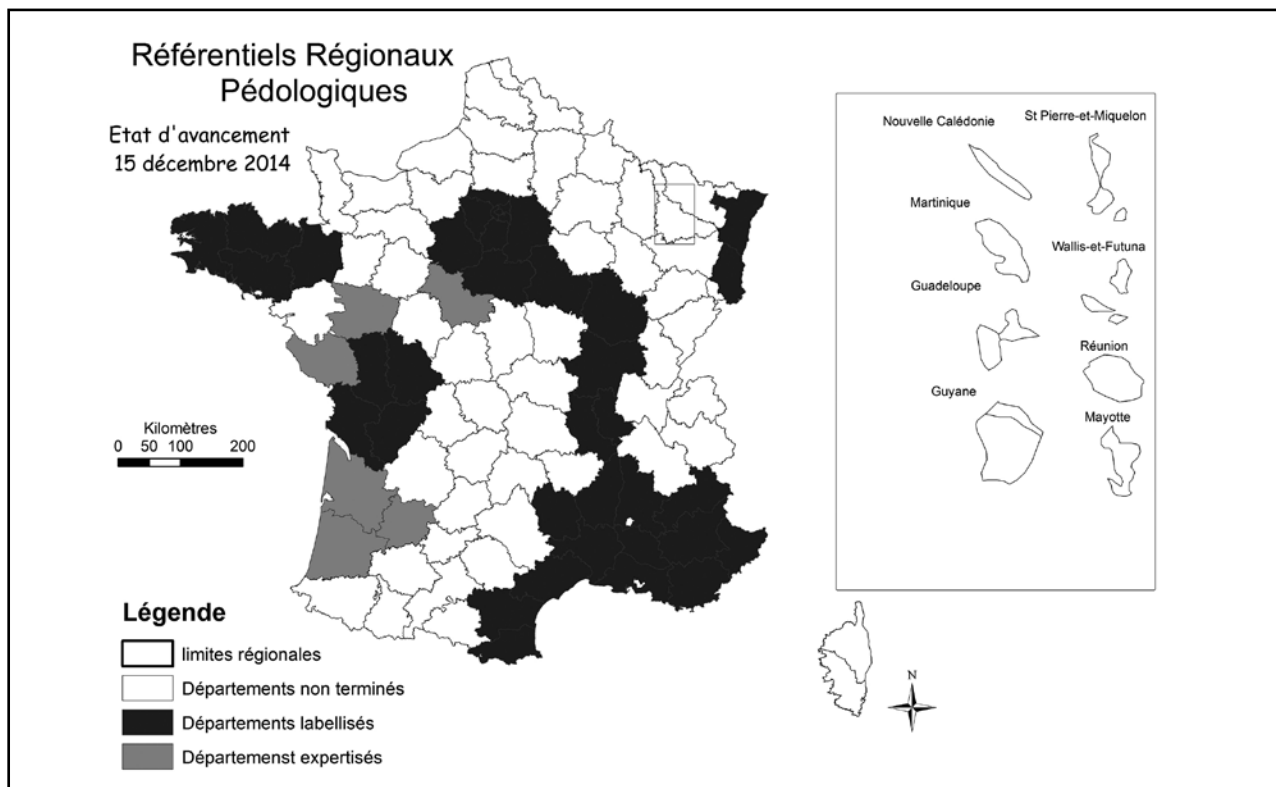 Référentiels Régionaux
Pédologiques
Etat d'avancement
15 décembre 2014
Nouvelle Calédonie
St Pierre-et-Miquelon
Martinique
Wallis-et-Futuna
Guadeloupe
Réunion
Guyane
Mayotte
Kilomètres
0 50 100 200
Légende
limites régionales
Départements non terminés
Départements labellisés
Départemenst expertisés
N